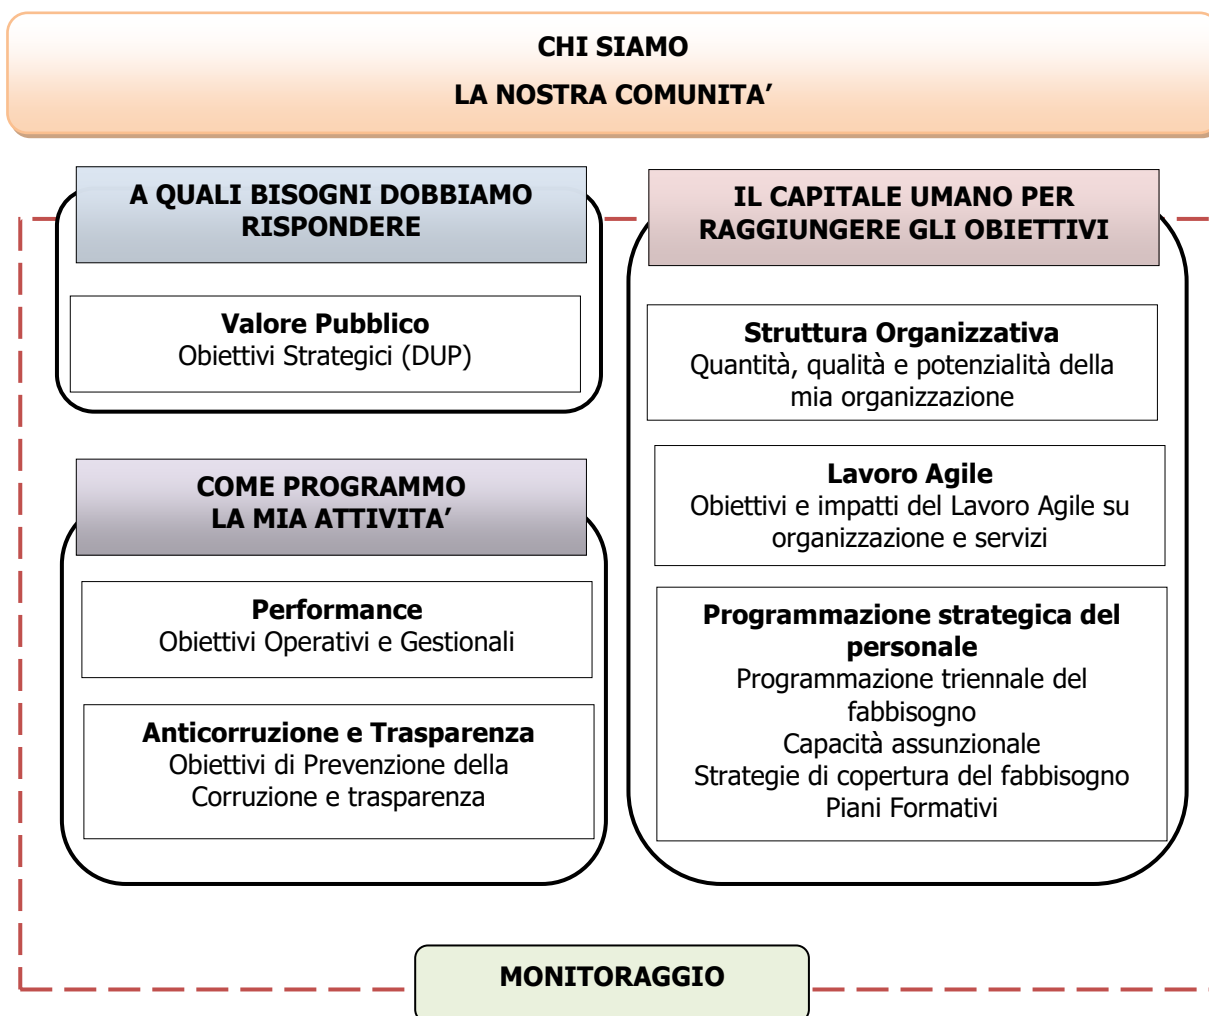 CHI SIAMO
LA NOSTRA COMUNITA’
A QUALI BISOGNI DOBBIAMO
RISPONDERE
Valore Pubblico
Obiettivi Strategici (DUP)
COME PROGRAMMO
LA MIA ATTIVITA’
Performance
Obiettivi Operativi e Gestionali
Anticorruzione e Trasparenza
Obiettivi di Prevenzione della
Corruzione e trasparenza
IL CAPITALE UMANO PER
RAGGIUNGERE GLI OBIETTIVI
Struttura Organizzativa
Quantità, qualità e potenzialità della
mia organizzazione
Lavoro Agile
Obiettivi e impatti del Lavoro Agile su
organizzazione e servizi
Programmazione strategica del
personale
Programmazione triennale del
fabbisogno
Capacità assunzionale
Strategie di copertura del fabbisogno
Piani Formativi
MONITORAGGIO